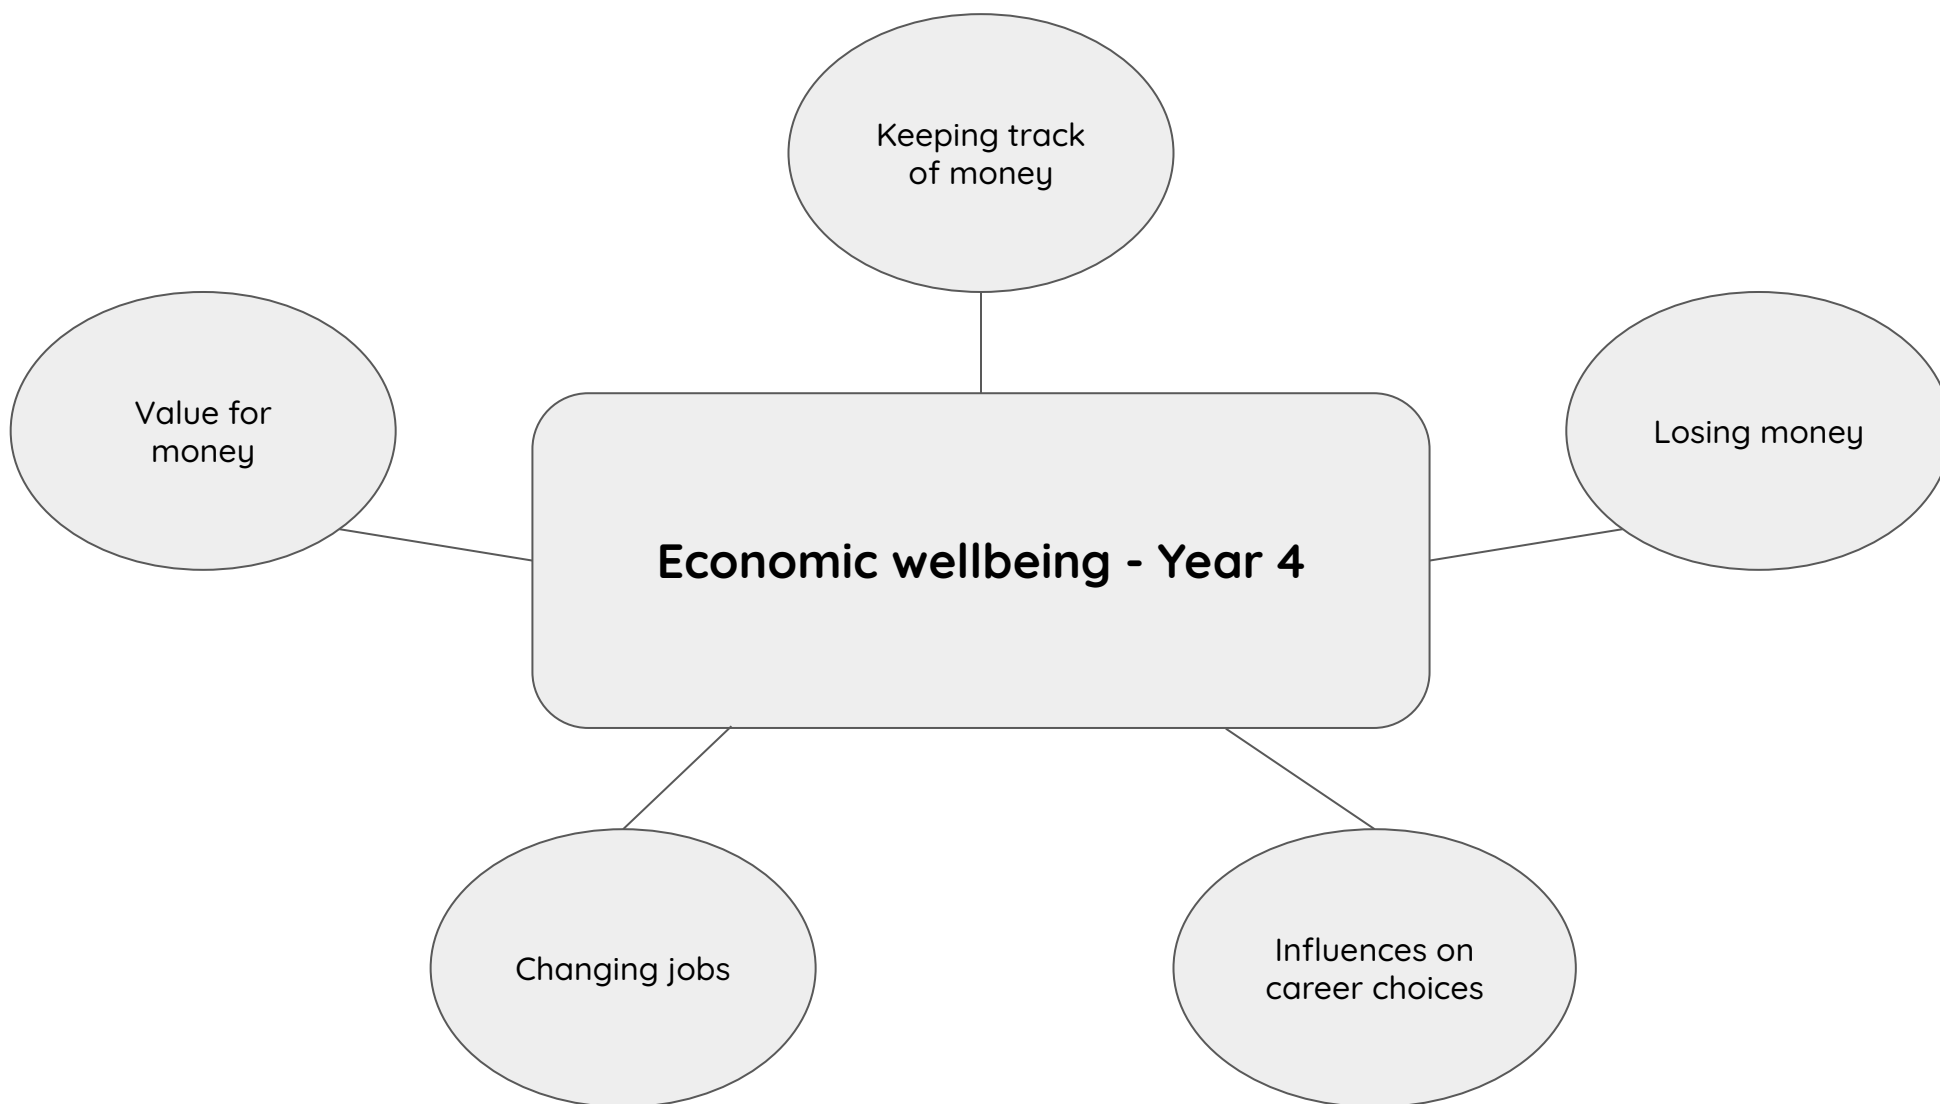 Keeping track
of money
Value for
money
Losing money
Economic wellbeing - Year 4
Changing jobs
Influences on
career choices